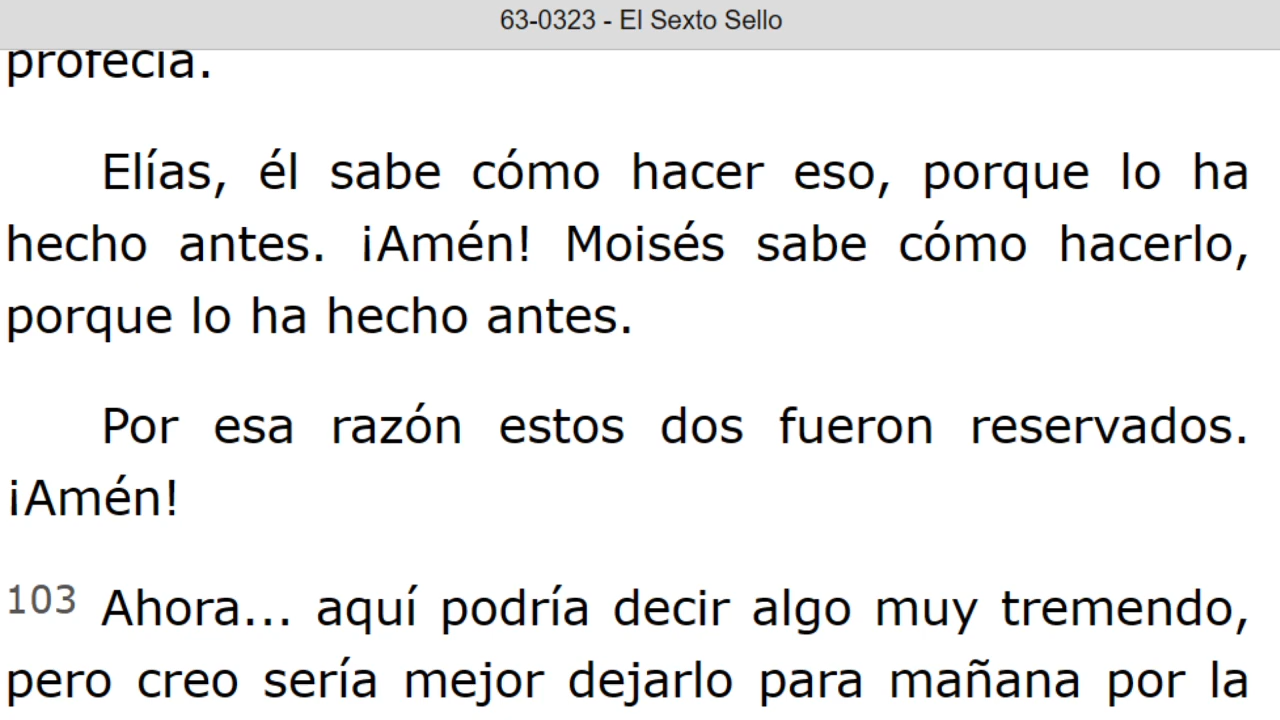 63-0323 - El Sexto Sello
profecía.
Elías, él sabe cómo hacer eso, porque lo ha
hecho antes. ¡Amén! Moisés sabe cómo hacerlo,
porque lo ha hecho antes.
Por esa razón estos dos fueron reservados.
¡Amén!
103 Ahora... aquí podría decir algo muy tremendo,
pero creo sería mejor dejarlo para mañana por la